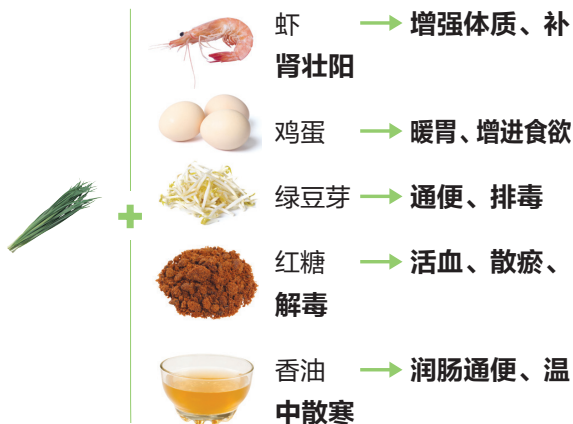 虾 → 增强体质、补
肾壮阳
鸡蛋 → 暖胃、增进食欲
绿豆芽 → 通便、排毒
红糖 → 活血、散瘀、
解毒
香油 → 润肠通便、温
中散寒